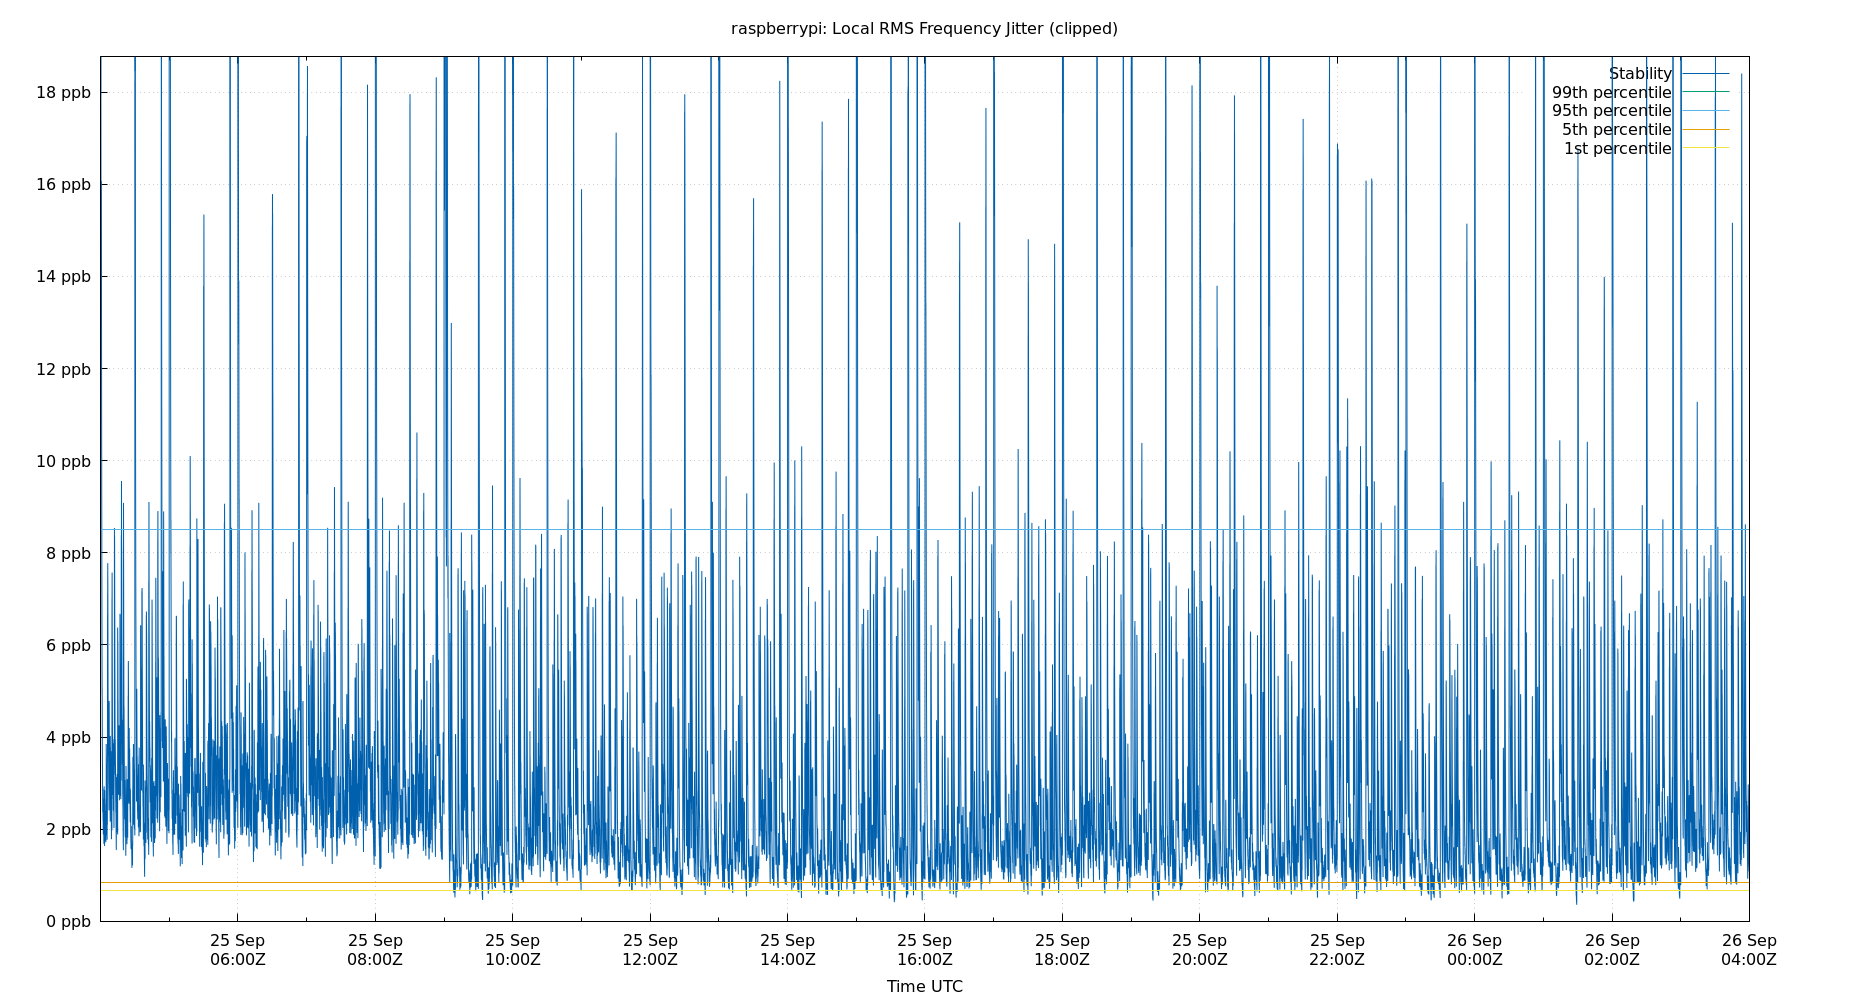 raspberrypi: Local RMS Frequency Jitter (clipped)
Stability
99th percentile
95th percentile
5th percentile
1st percentile
18 ppb
16 ppb
14 ppb
12 ppb
10 ppb
8 ppb
6 ppb
4 ppb
2 ppb
0 ppb
25 Sep 25 Sep 25 Sep 25 Sep 25 Sep 25 Sep 25 Sep 25 Sep 25 Sep 26 Sep 26 Sep 26 Sep
06:00Z 08:00Z 10:00Z 12:00Z 14:00Z 16:00Z 18:00Z 20:00Z 22:00Z 00:00Z 02:00Z 04:00Z
Time UTC